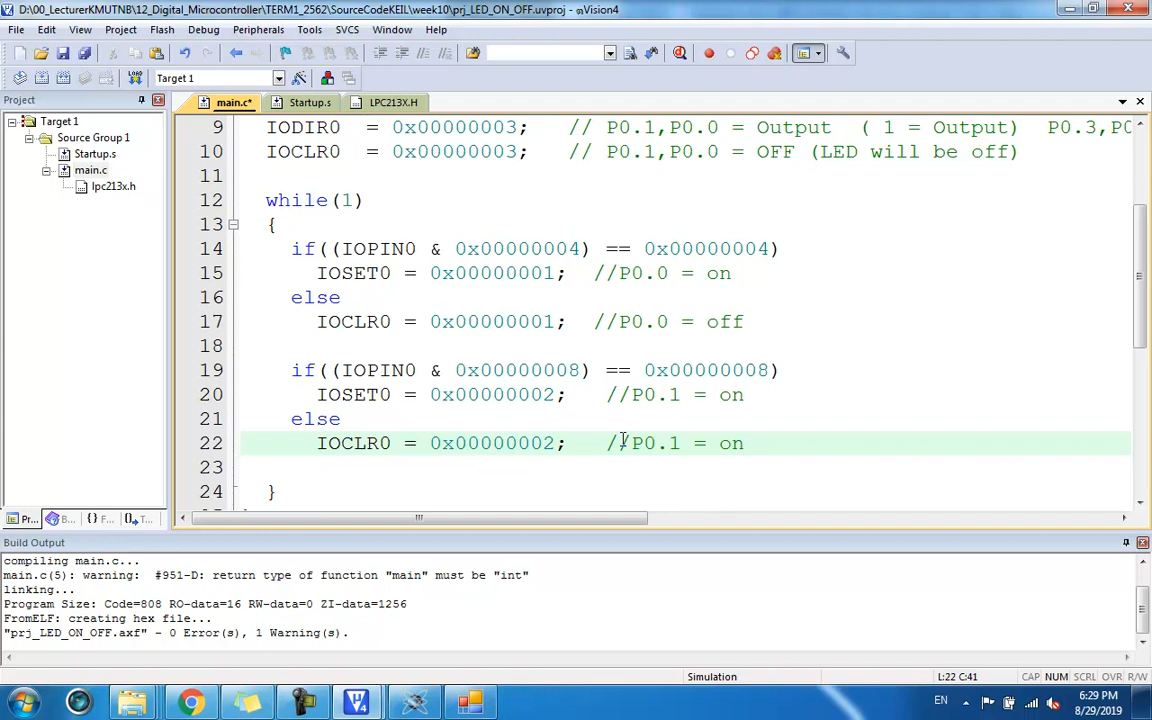 D:\00_LecturerKMUTNB\12_Digital_Microcontroller\TERM1_2562\SourceCodeKEIL\week10\prj_LED_ON_OFF.uvproj - µVision4
File Edit View Project Flash Debug Peripherals Tools SVCS Window Help
LOAD Target 1
Project
main.c* Startup.s LPC213X.H
Target 1
Source Group 1
Startup.s
main.c
lpc213x.h
9 IODIR0 = 0x00000003; // P0.1,P0.0 = Output ( 1 = Output) P0.3,P0
10 IOCLR0 = 0x00000003; // P0.1,P0.0 = OFF (LED will be off)
11
12 while(1)
13 {
14 if((IOPIN0 & 0x00000004) == 0x00000004)
15 IOSET0 = 0x00000001; //P0.0 = on
16 else
17 IOCLR0 = 0x00000001; //P0.0 = off
18
19 if((IOPIN0 & 0x00000008) == 0x00000008)
20 IOSET0 = 0x00000002; //P0.1 = on
21 else
22 IOCLR0 = 0x00000002; //P0.1 = on
23
24 }
Pr... B... {} F... 0→ T...
Build Output
compiling main.c...
main.c(5): warning: #951-D: return type of function "main" must be "int"
linking...
Program Size: Code=808 RO-data=16 RW-data=0 ZI-data=1256
FromELF: creating hex file...
"prj_LED_ON_OFF.axf" - 0 Error(s), 1 Warning(s).
Simulation L:22 C:41 CAP NUM SCRL OVR R/W
EN 6:29 PM
8/29/2019